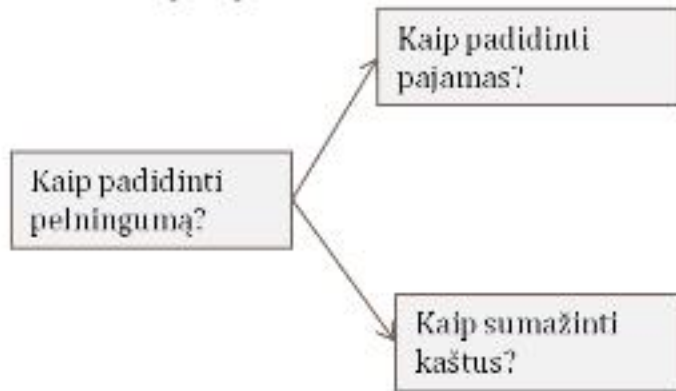 Kaip padidinti
pajamas?
Kaip padidinti
pelningumą?
Kaip sumažinti
kaštus?